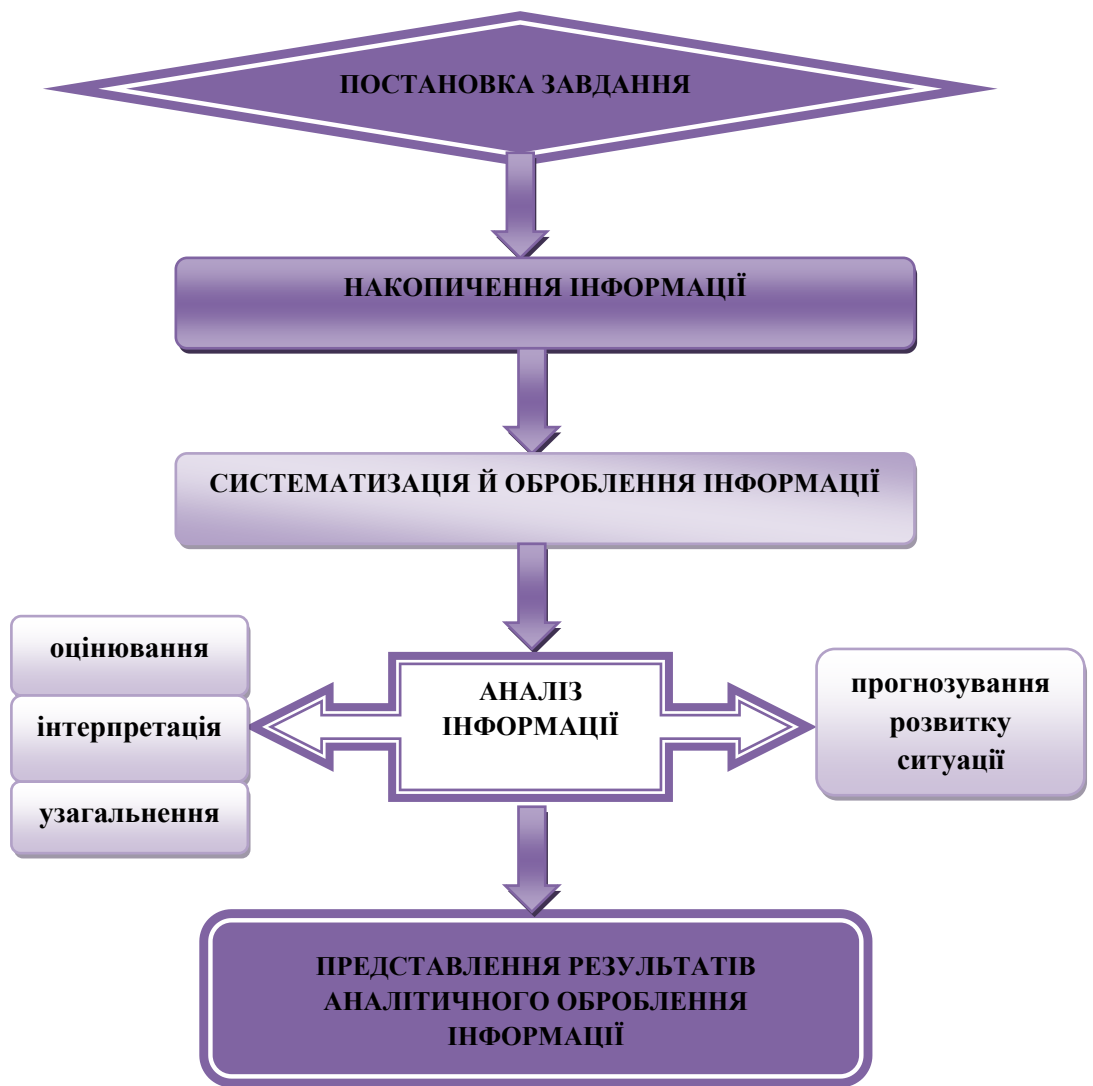 ПОСТАНОВКА ЗАВДАННЯ
НАКОПИЧЕННЯ ІНФОРМАЦІЇ
СИСТЕМАТИЗАЦІЯ Й ОБРОБЛЕННЯ ІНФОРМАЦІЇ
оцінювання
інтерпретація
узагальнення
АНАЛІЗ
ІНФОРМАЦІЇ
прогнозування
розвитку
ситуації
ПРЕДСТАВЛЕННЯ РЕЗУЛЬТАТІВ
АНАЛІТИЧНОГО ОБРОБЛЕННЯ
ІНФОРМАЦІЇ